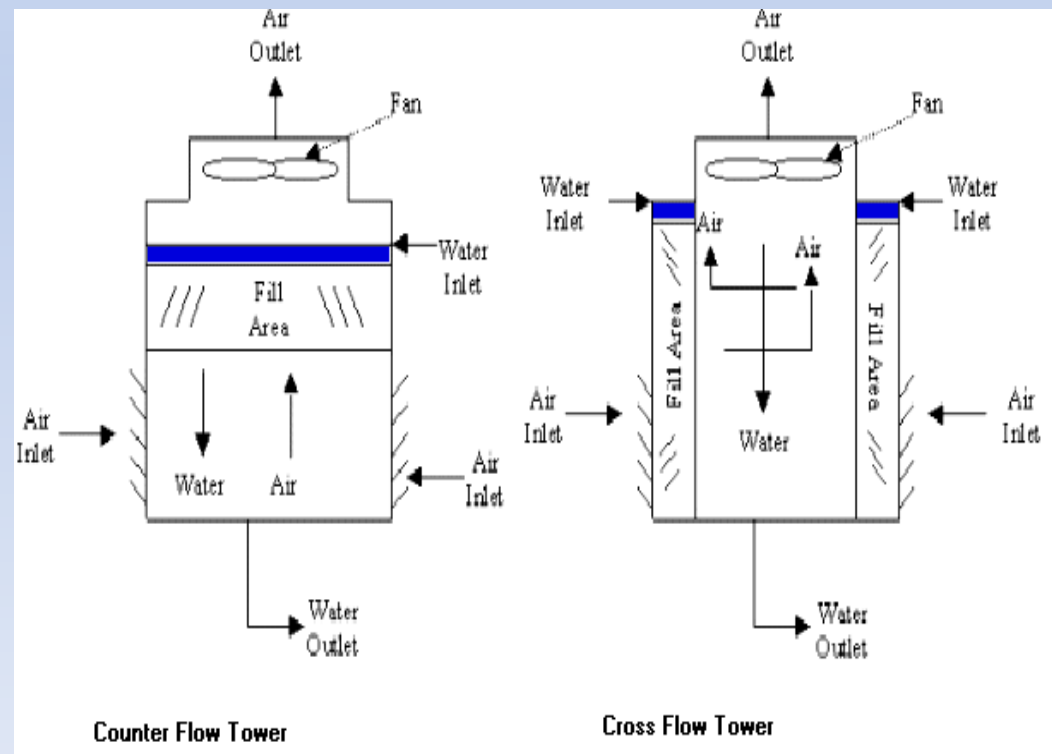 Air
Outlet
Fan
Water
Inlet
Fill
Area
Air
Inlet
Water
Air
Air
Inlet
Water
Outlet
Counter Flow Tower
Air
Outlet
Fan
Water
Inlet
Water
Inlet
Air
Air
Fill Area
Fill Area
Air
Inlet
Air
Inlet
Water
Water
Outlet
Cross Flow Tower